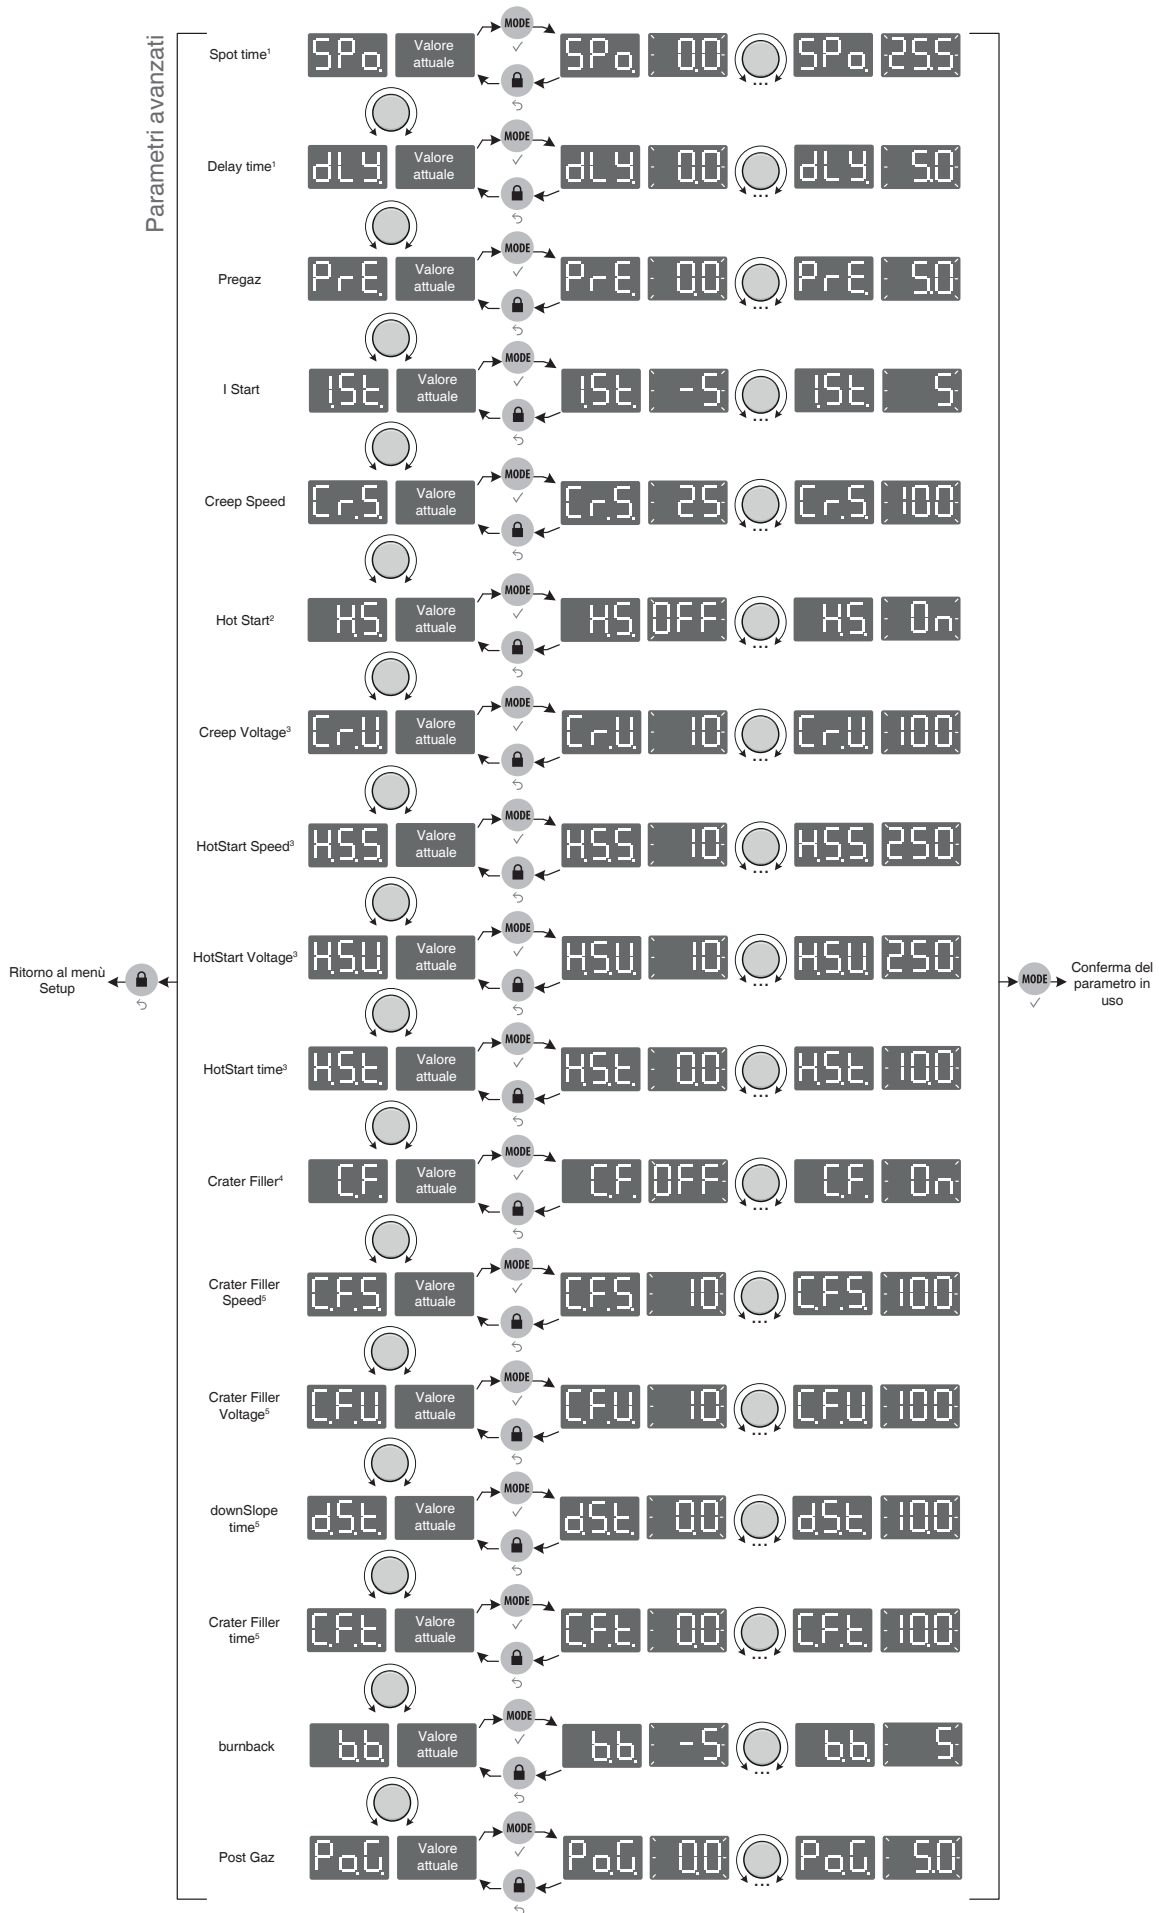 Parametri avanzati
Spot time¹ SPo. Valore attuale MODE SPo. 0.0 ... SPo. 25.5
Delay time¹ dLY. Valore attuale MODE dLY. 0.0 ... dLY. 5.0
Pregaz PrE. Valore attuale MODE PrE. 0.0 ... PrE. 5.0
I Start I.St. Valore attuale MODE I.St. -5 ... I.St. 5
Creep Speed Cr.S. Valore attuale MODE Cr.S. 25 ... Cr.S. 100
Hot Start² H.S. Valore attuale MODE H.S. OFF ... H.S. On
Creep Voltage³ Cr.U. Valore attuale MODE Cr.U. 10 ... Cr.U. 100
HotStart Speed³ H.S.S. Valore attuale MODE H.S.S. 10 ... H.S.S. 250
HotStart Voltage³ H.S.U. Valore attuale MODE H.S.U. 10 ... H.S.U. 250
Ritorno al menù
Setup
MODE
Conferma del
parametro in
uso
HotStart time³ H.S.t. Valore attuale MODE H.S.t. 0.0 ... H.S.t. 10.0
Crater Filler⁴ C.F. Valore attuale MODE C.F. OFF ... C.F. On
Crater Filler
Speed⁵ C.F.S. Valore attuale MODE C.F.S. 10 ... C.F.S. 100
Crater Filler
Voltage⁵ C.F.U. Valore attuale MODE C.F.U. 10 ... C.F.U. 100
downSlope
time⁵ d.S.t. Valore attuale MODE d.S.t. 0.0 ... d.S.t. 10.0
Crater Filler
time⁵ C.F.t. Valore attuale MODE C.F.t. 0.0 ... C.F.t. 10.0
burnback b.b. Valore attuale MODE b.b. -5 ... b.b. 5
Post Gaz Po.G. Valore attuale MODE Po.G. 0.0 ... Po.G. 5.0